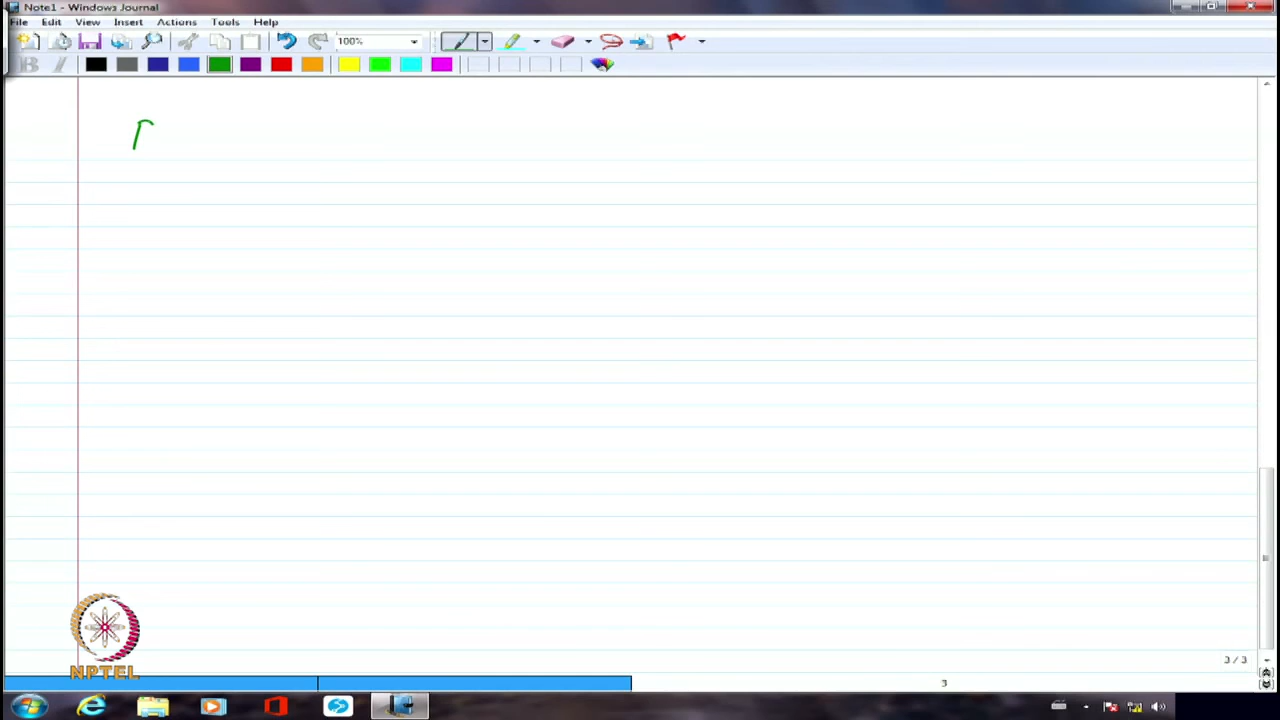 Note1 - Windows Journal
File Edit View Insert Actions Tools Help
100%
B I
NPTEL
3 / 3
3